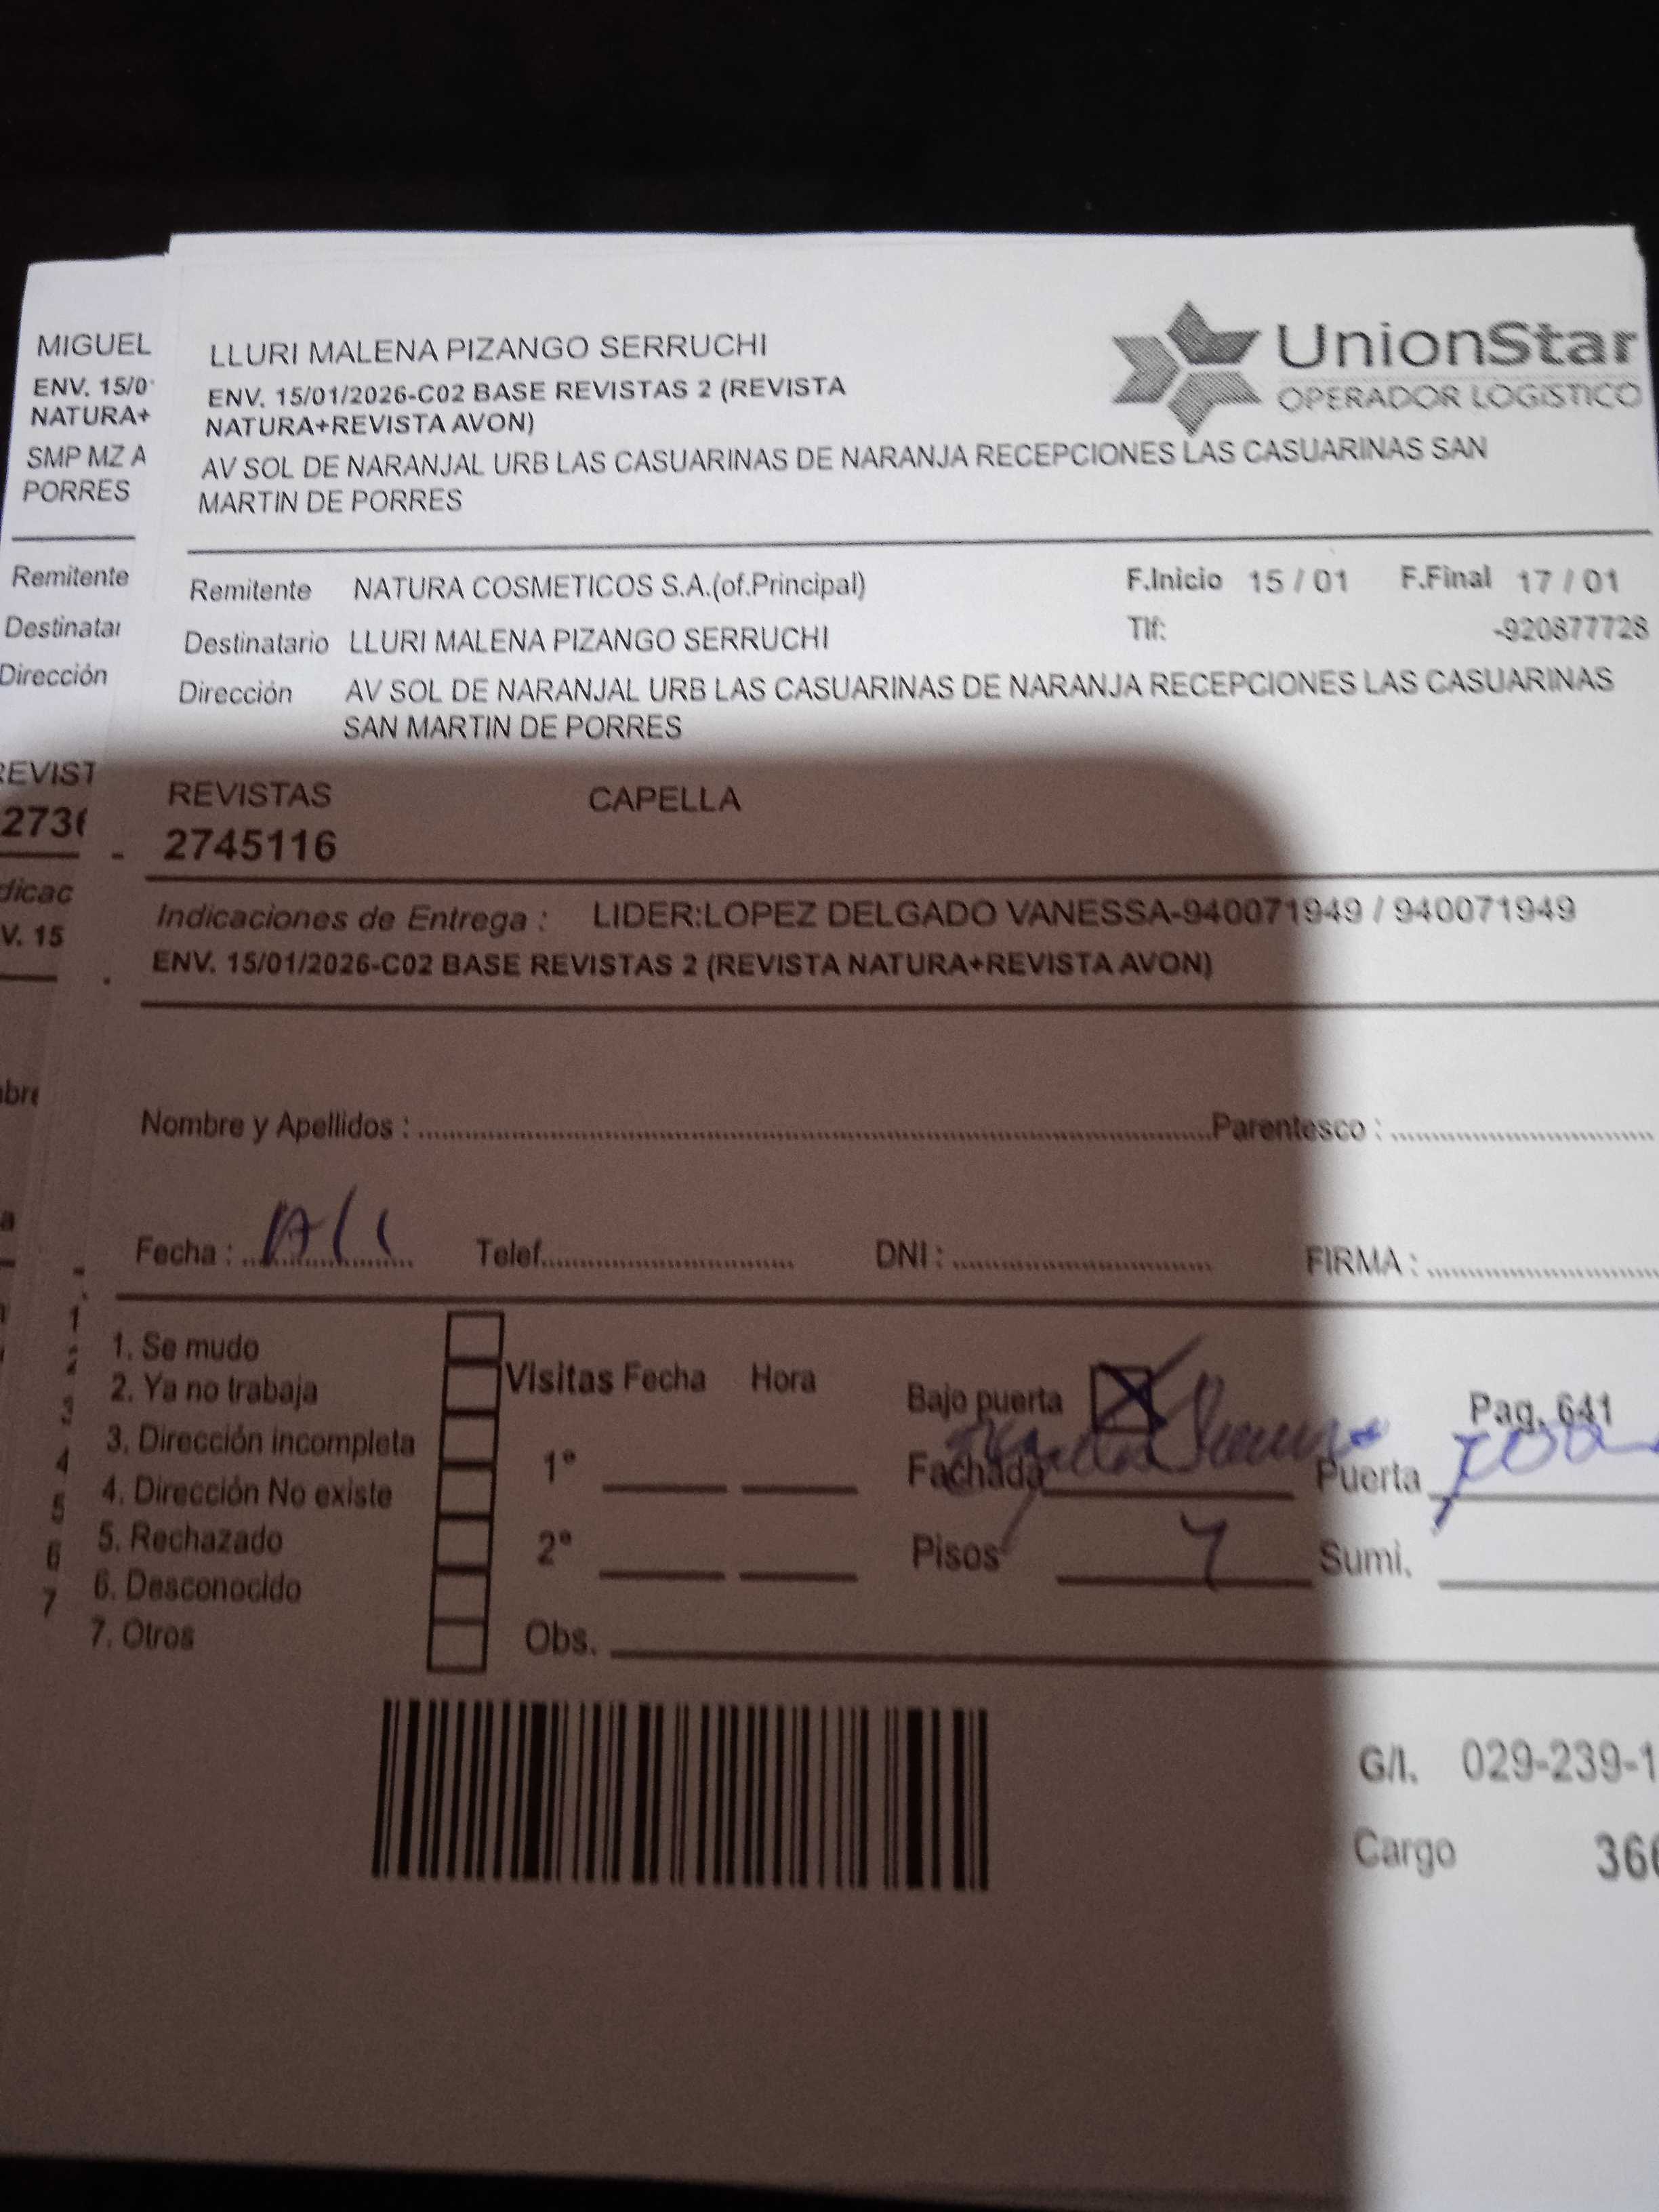 MIGUEL
ENV. 15/0
NATURA+
SMP MZ A
PORRES
Remitente
Destinatar
Dirección
REVIST
dicac
V. 15
LLURI MALENA PIZANGO SERRUCHI
ENV. 15/01/2026-C02 BASE REVISTAS 2 (REVISTA
NATURA+REVISTA AVON)
AV SOL DE NARANJAL URB LAS CASUARINAS DE NARANJA RECEPCIONES LAS CASUARINAS SAN
MARTIN DE PORRES
UnionStar
OPERADOR LOGISTICO
Remitente NATURA COSMETICOS S.A.(of.Principal) F.Inicio 15 / 01 F.Final 17 / 01
Destinatario LLURI MALENA PIZANGO SERRUCHI Tlf: -920877728
Dirección AV SOL DE NARANJAL URB LAS CASUARINAS DE NARANJA RECEPCIONES LAS CASUARINAS
SAN MARTIN DE PORRES
REVISTAS CAPELLA
2745116
Indicaciones de Entrega : LIDER:LOPEZ DELGADO VANESSA-940071949 / 940071949
ENV. 15/01/2026-C02 BASE REVISTAS 2 (REVISTA NATURA+REVISTA AVON)
Nombre y Apellidos : Parentesco :
Fecha : Telef. DNI : FIRMA :
1. Se mudo
2. Ya no trabaja
3. Dirección incompleta
4. Dirección No existe
5. Rechazado
6. Desconocido
7. Otros
Visitas Fecha Hora
1°
2°
Obs.
Bajo puerta X Pag. 641
Fachada Puerta
Pisos Sumi.
G/I. 029-239-1
Cargo 366